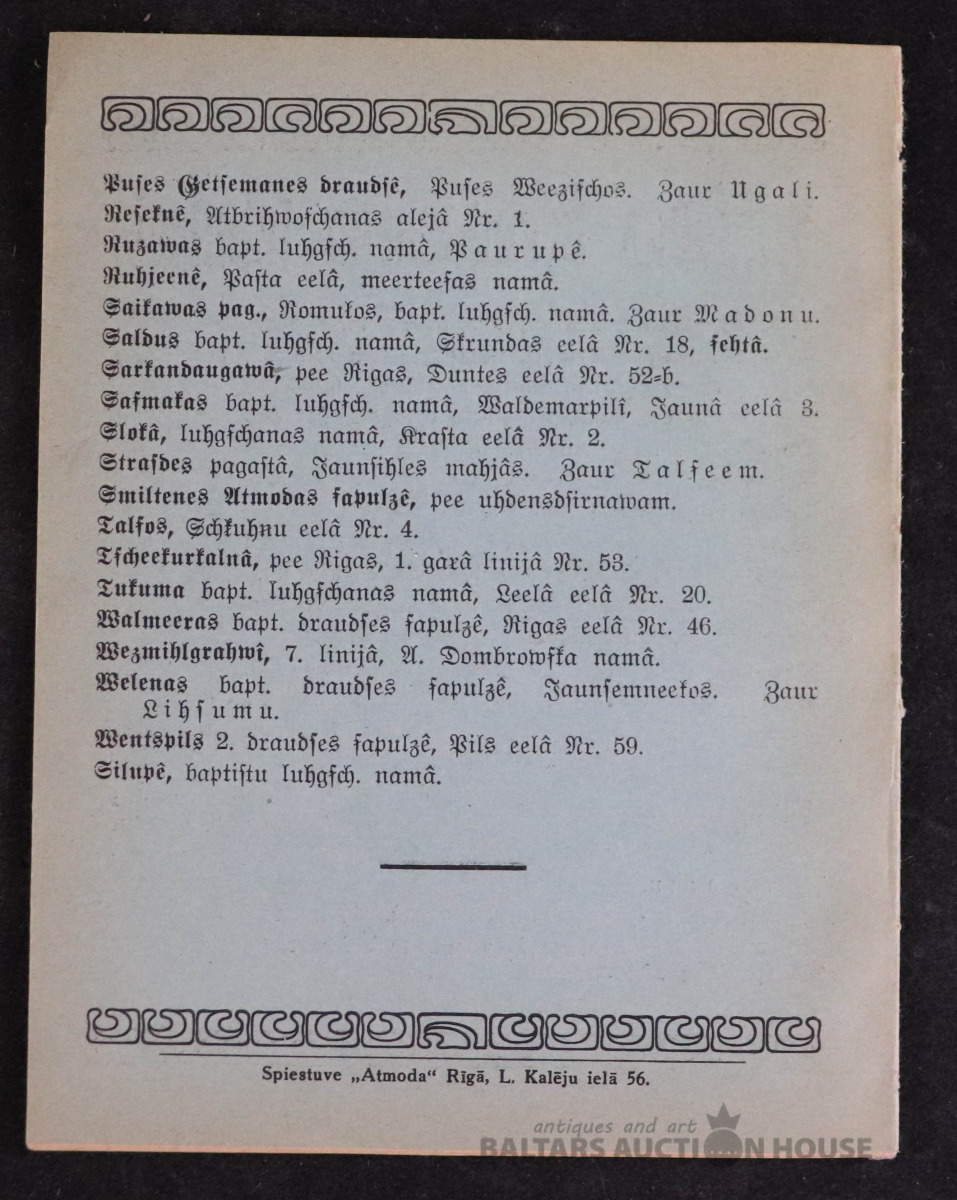 Puſes Getſemanes draudſê, Puſes Weeziſchos. Zaur Ugali.
Reſeknê, Atbrihwoſchanas alejâ Nr. 1.
Ruzawas bapt. luhgſch. namâ, Paurupê.
Ruhjeenê, Paſta eelâ, meerteeſas namâ.
Saikawas pag., Romukos, bapt. luhgſch. namâ. Zaur Madonu.
Saldus bapt. luhgſch. namâ, Skrundas eelâ Nr. 18, ſehtâ.
Sarkandaugawâ, pee Rigas, Duntes eelâ Nr. 52-b.
Saſmakas bapt. luhgſch. namâ, Waldemarpilî, Jaunâ eelâ 3.
Slokâ, luhgſchanas namâ, Kraſta eelâ Nr. 2.
Straſdes pagaſtâ, Jaunſihles mahjâs. Zaur Talſeem.
Smiltenes Atmodas ſapulzê, pee uhdensdſirnawam.
Talſos, Schkuhnu eelâ Nr. 4.
Tſcheekurkalnâ, pee Rigas, 1. garâ linijâ Nr. 53.
Tukuma bapt. luhgſchanas namâ, Leelâ eelâ Nr. 20.
Walmeeras bapt. draudſes ſapulzê, Rigas eelâ Nr. 46.
Wezmihlgrahwî, 7. linijâ, A. Dombrowſka namâ.
Welenas bapt. draudſes ſapulzê, Jaunſemneekos. Zaur
Lihſumu.
Wentspils 2. draudſes ſapulzê, Pils eelâ Nr. 59.
Silupê, baptiſtu luhgſch. namâ.
Spiestuve „Atmoda“ Rīgā, L. Kalēju ielā 56.
antiques and art
BALTARS AUCTION HOUSE